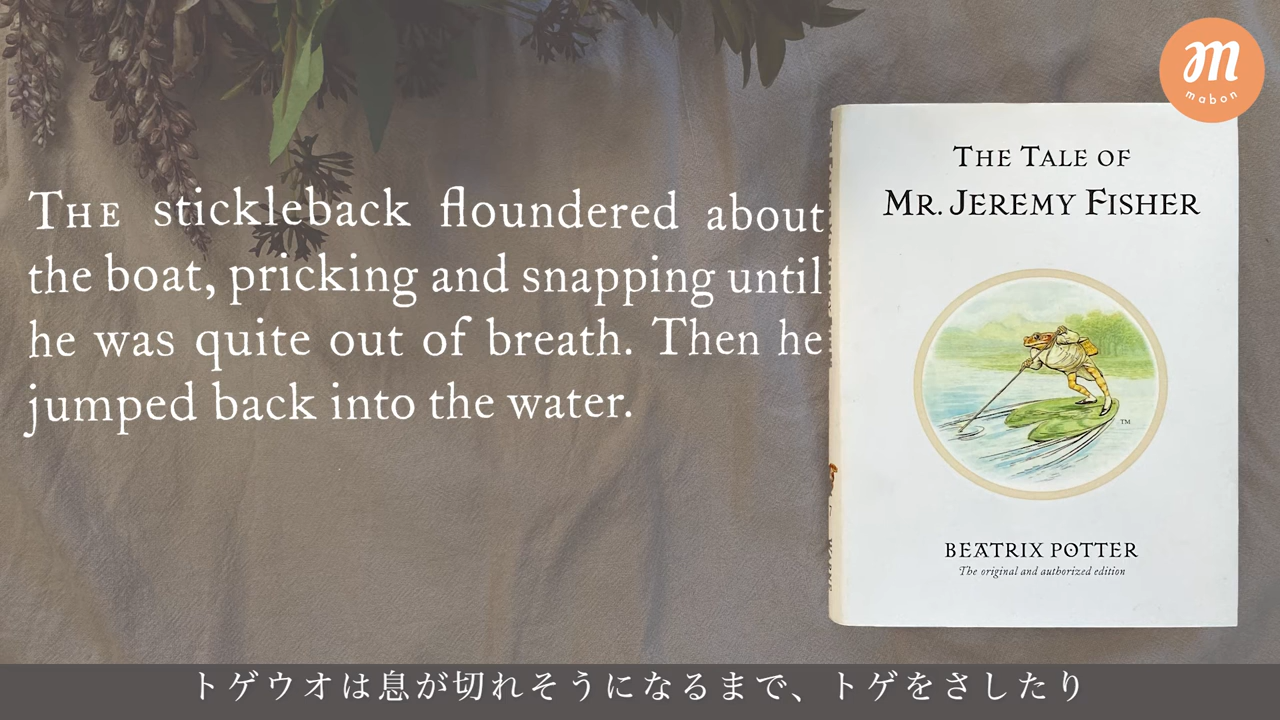 The stickleback floundered about
the boat, pricking and snapping until
he was quite out of breath. Then he
jumped back into the water.
m
mabon
The Tale of
Mr. Jeremy Fisher
TM
BEATRIX POTTER
The original and authorized edition
トゲウオは息が切れそうになるまで、トゲをさしたり